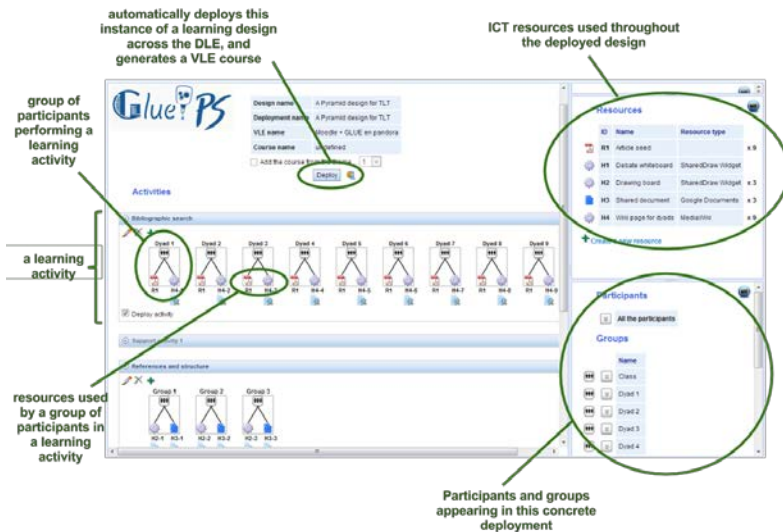 automatically deploys this
instance of a learning design
across the DLE, and
generates a VLE course
ICT resources used throughout
the deployed design
group of
participants
performing a
learning
activity
Glue! PS
Design name A Pyramid design for TLT
Deployment name A Pyramid design for TLT
VLE name Moodle + GLUE en pandora
Course name undefined
Add the course from the 1
Deploy
Resources
ID Name Resource type
R1 Article seed x 9
H1 Debate whiteboard SharedDraw Widget
H2 Drawing board SharedDraw Widget x 3
H3 Shared document Google Documents x 3
H4 Wiki page for dyads MediaWiki x 9
Create a new resource
Activities
Bibliographic search
Dyad 1 Dyad 2 Dyad 3 Dyad 4 Dyad 5 Dyad 6 Dyad 7 Dyad 8 Dyad 9
R1 H4-1 R1 H4-2 R1 H4-3 R1 H4-4 R1 H4-5 R1 H4-6 R1 H4-7 R1 H4-8 R1 H4-9
Deploy activity
a learning
activity
Support activity 1
References and structure
Group 1 Group 2 Group 3
H2-1 H3-1 H2-2 H3-2 H2-3 H3-3
Participants
All the participants
Groups
Name
Class
Dyad 1
Dyad 2
Dyad 3
Dyad 4
resources used
by a group of
participants in
a learning
activity
Participants and groups
appearing in this concrete
deployment